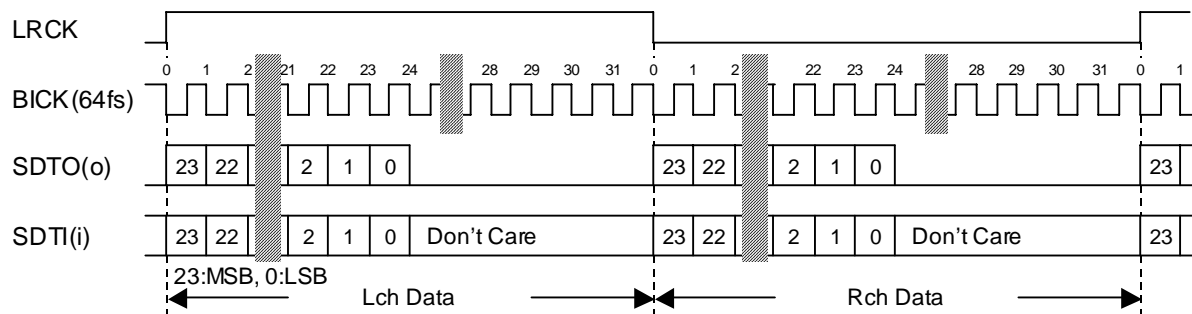 LRCK
0 1 2 21 22 23 24 28 29 30 31 0 1 2 22 23 24 28 29 30 31 0 1
BICK(64fs)
SDTO(o) 23 22 2 1 0 23 22 2 1 0 23
SDTI(i) 23 22 2 1 0 Don't Care 23 22 2 1 0 Don't Care 23
23:MSB, 0:LSB
Lch Data Rch Data